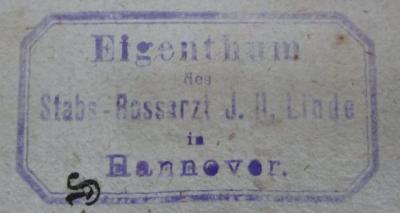 Eigenthum
des
Stabs-Rossarzt J. H. Linde
in
Hannover.